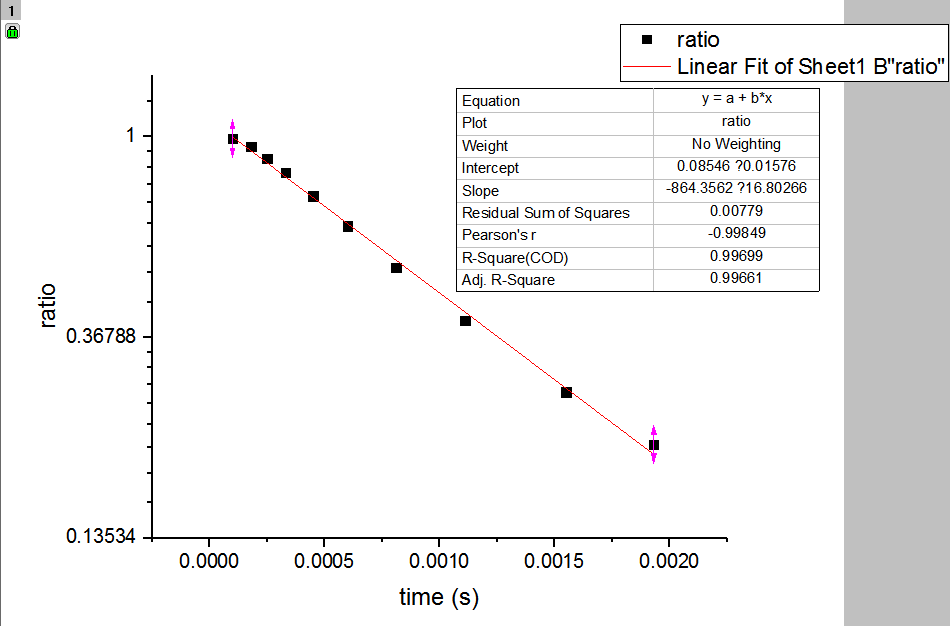 1
ratio
Linear Fit of Sheet1 B"ratio"
Equation y = a + b*x
Plot ratio
Weight No Weighting
Intercept 0.08546 ?0.01576
Slope -864.3562 ?16.80266
Residual Sum of Squares 0.00779
Pearson's r -0.99849
R-Square(COD) 0.99699
Adj. R-Square 0.99661
1
0.36788
0.13534
ratio
0.0000 0.0005 0.0010 0.0015 0.0020
time (s)